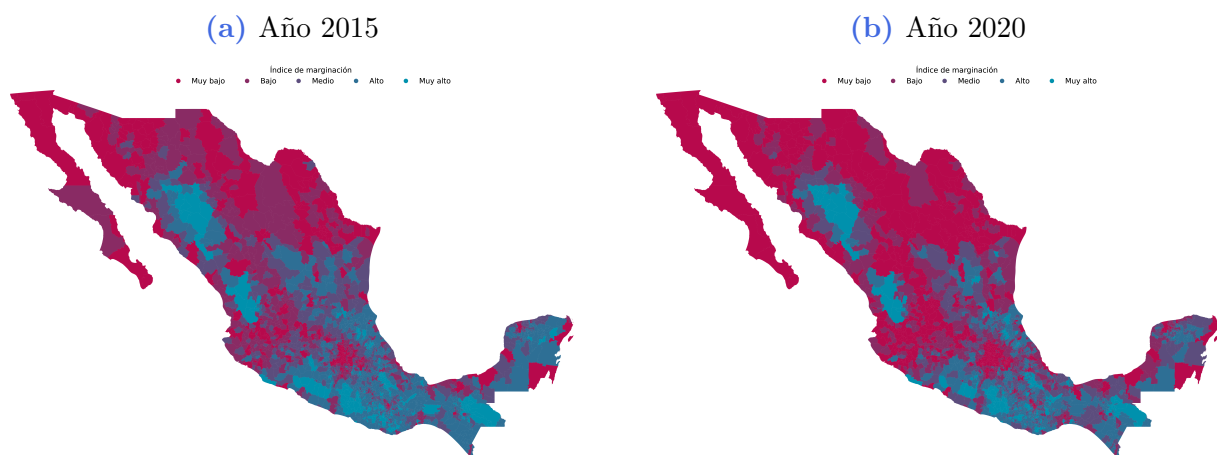 (a) Año 2015
Índice de marginación
Muy bajo Bajo Medio Alto Muy alto
(b) Año 2020
Índice de marginación
Muy bajo Bajo Medio Alto Muy alto